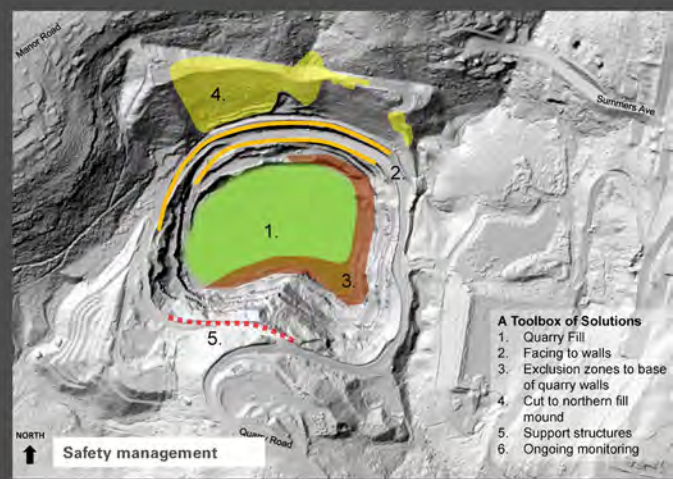 Manor Road
4.
Summers Ave
2.
1.
3.
5.
A Toolbox of Solutions
1. Quarry Fill
2. Facing to walls
3. Exclusion zones to base
of quarry walls
4. Cut to northern fill
mound
5. Support structures
6. Ongoing monitoring
NORTH
Safety management
Quarry Road